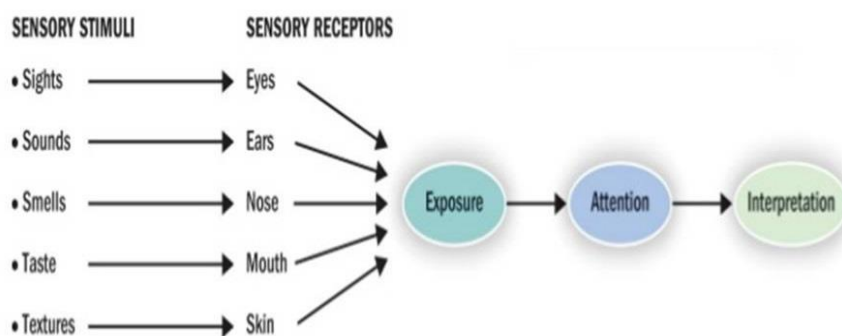 SENSORY STIMULI SENSORY RECEPTORS
• Sights Eyes
• Sounds Ears
• Smells Nose Exposure Attention Interpretation
• Taste Mouth
• Textures Skin